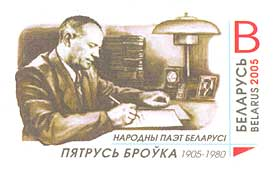 B
БЕЛАРУСЬ
BELARUS 2005
НАРОДНЫ ПАЭТ БЕЛАРУСІ
ПЯТРУСЬ БРОЎКА 1905-1980